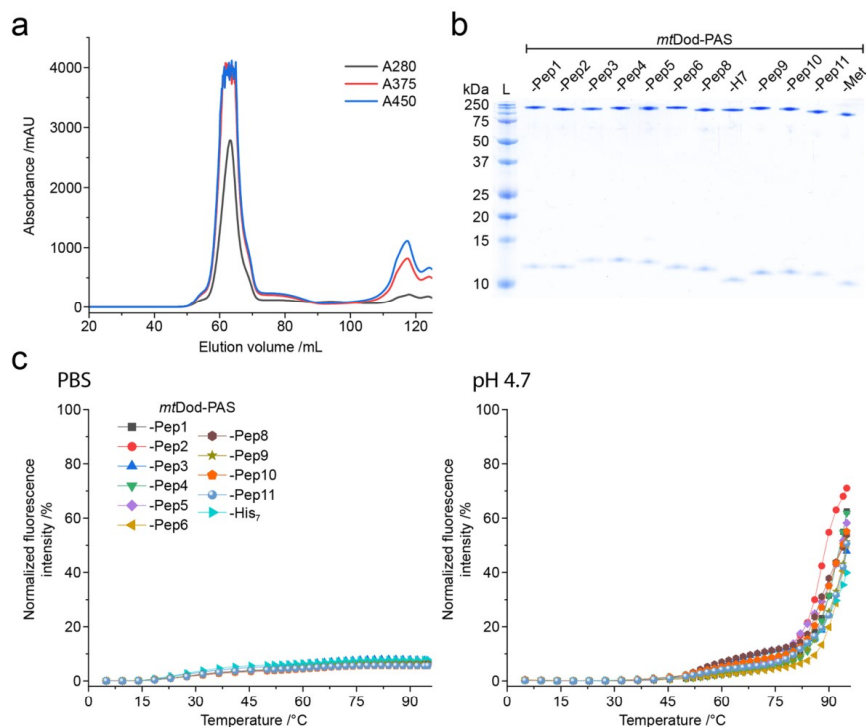 a
Absorbance /mAU
4000
3000
2000
1000
0
20
40
60
80
100
120
Elution volume /mL
A280
A375
A450
b
mtDod-PAS
kDa
L
-Pep1
-Pep2
-Pep3
-Pep4
-Pep5
-Pep6
-Pep8
-H7
-Pep9
-Pep10
-Pep11
-Met
250
75
50
37
25
20
15
10
c
PBS
Normalized fluorescence
intensity /%
100
80
60
40
20
0
mtDod-PAS
-Pep1
-Pep2
-Pep3
-Pep4
-Pep5
-Pep6
-Pep8
-Pep9
-Pep10
-Pep11
-His₇
0
15
30
45
60
75
90
Temperature /°C
pH 4.7
Normalized fluorescence
intensity /%
100
80
60
40
20
0
0
15
30
45
60
75
90
Temperature /°C